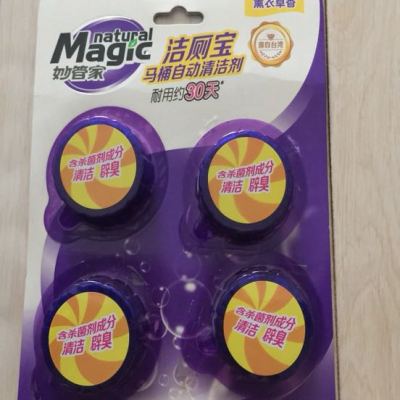 薰衣草香
natural
Magic
妙管家
洁厕宝
马桶自动清洁剂
耐用约30天*
源自台湾
含杀菌剂成分
清洁 辟臭
含杀菌剂成分
清洁 辟臭
含杀菌剂成分
清洁 辟臭
含杀菌剂成分
清洁 辟臭